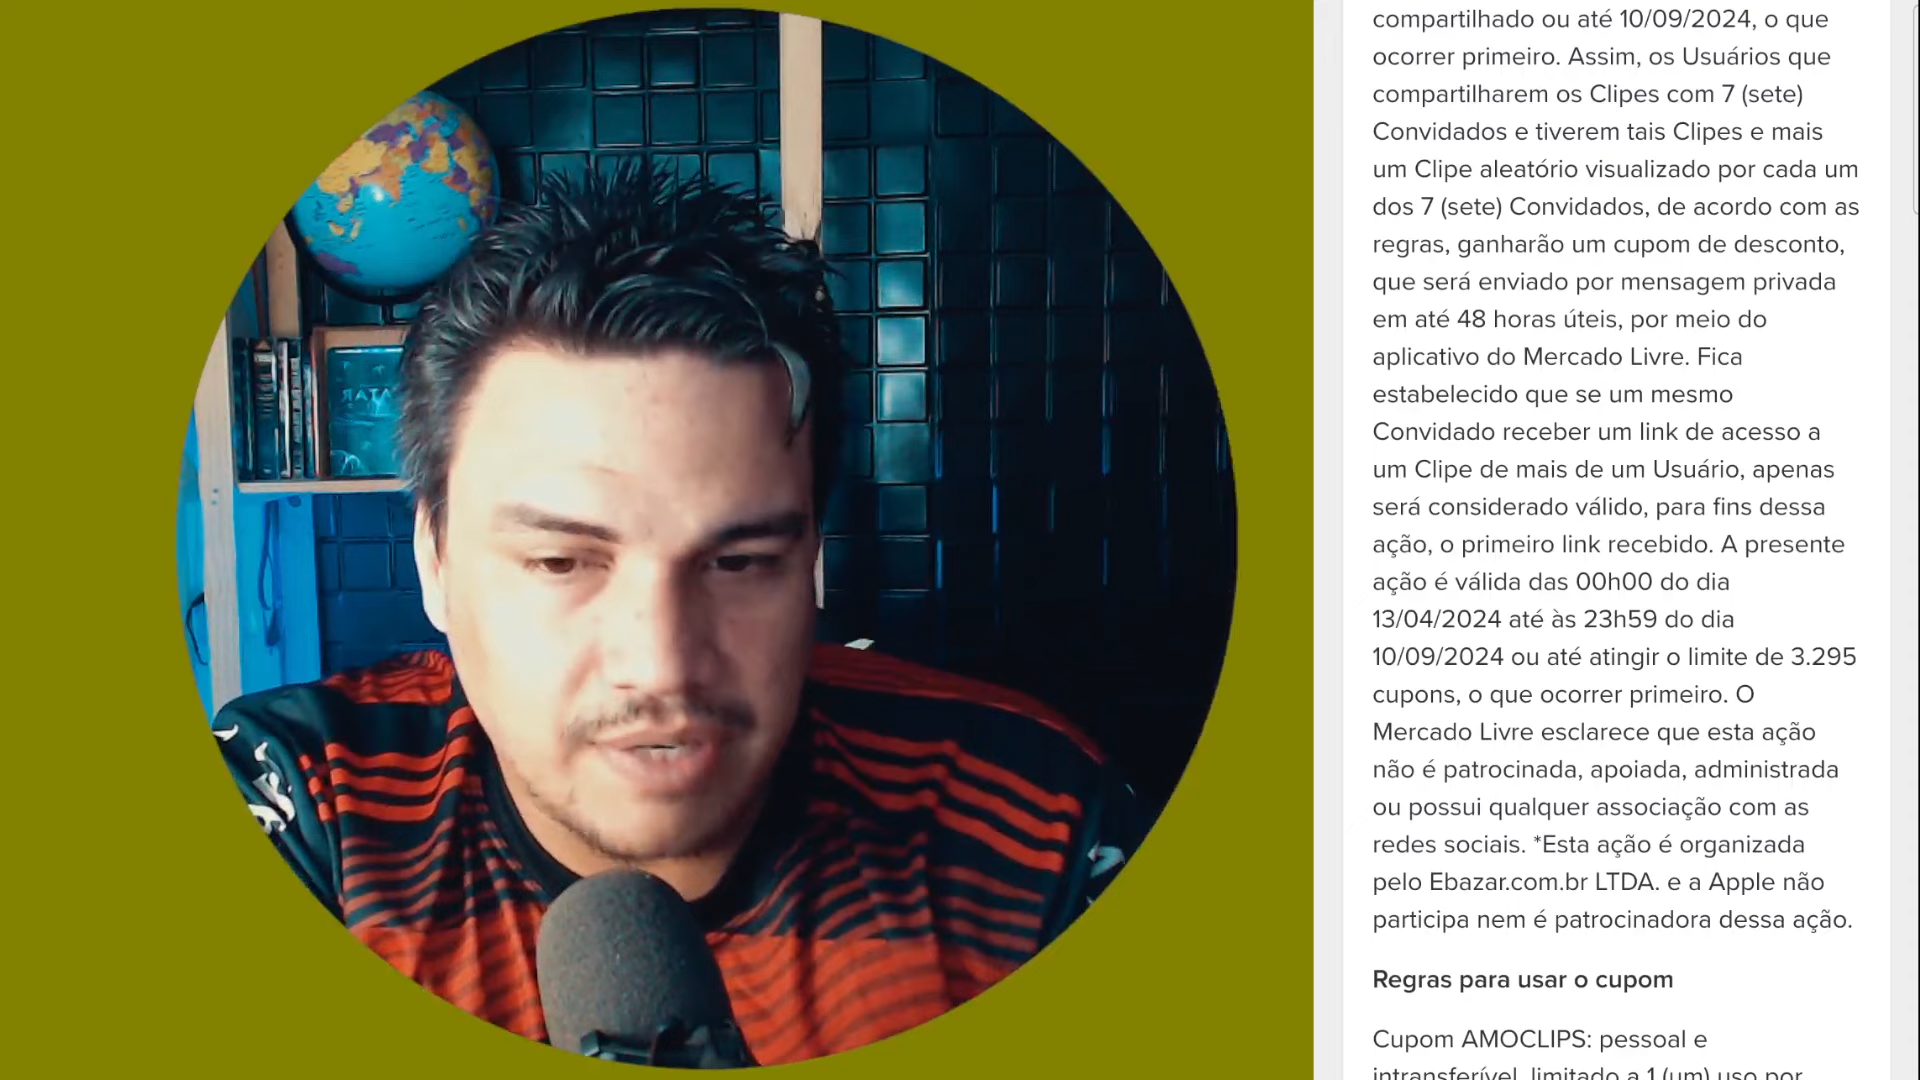 compartilhado ou até 10/09/2024, o que
ocorrer primeiro. Assim, os Usuários que
compartilharem os Clipes com 7 (sete)
Convidados e tiverem tais Clipes e mais
um Clipe aleatório visualizado por cada um
dos 7 (sete) Convidados, de acordo com as
regras, ganharão um cupom de desconto,
que será enviado por mensagem privada
em até 48 horas úteis, por meio do
aplicativo do Mercado Livre. Fica
estabelecido que se um mesmo
Convidado receber um link de acesso a
um Clipe de mais de um Usuário, apenas
será considerado válido, para fins dessa
ação, o primeiro link recebido. A presente
ação é válida das 00h00 do dia
13/04/2024 até às 23h59 do dia
10/09/2024 ou até atingir o limite de 3.295
cupons, o que ocorrer primeiro. O
Mercado Livre esclarece que esta ação
não é patrocinada, apoiada, administrada
ou possui qualquer associação com as
redes sociais. *Esta ação é organizada
pelo Ebazar.com.br LTDA. e a Apple não
participa nem é patrocinadora dessa ação.
Regras para usar o cupom
Cupom AMOCLIPS: pessoal e
intransferível, limitado a 1 (um) uso por